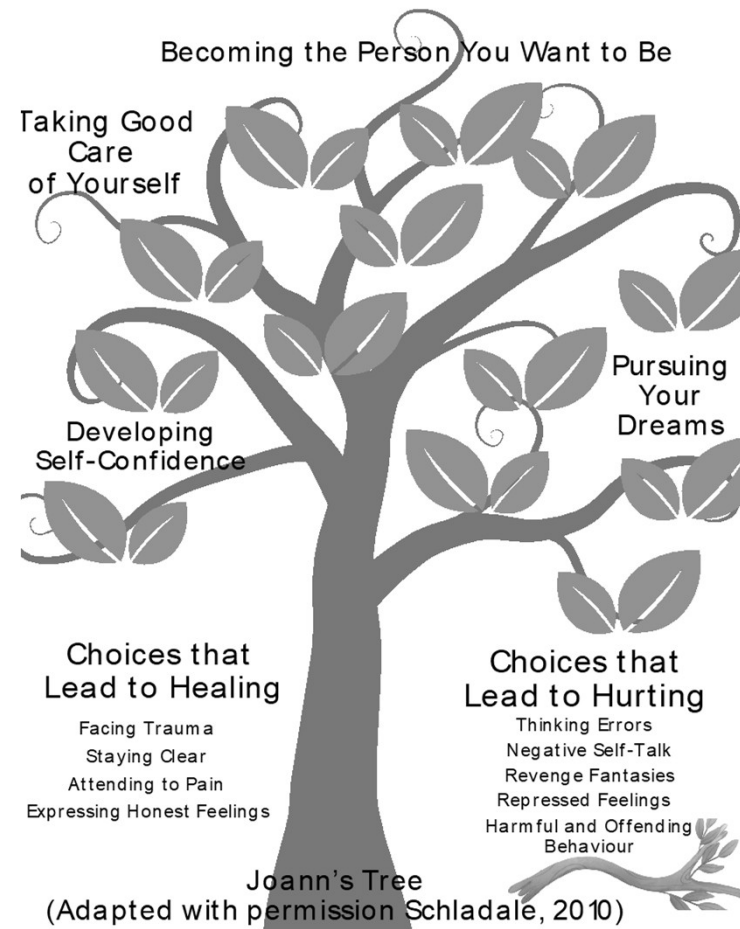 Becoming the Person You Want to Be
Taking Good
Care
of Yourself
Pursuing
Your
Dreams
Developing
Self-Confidence
Choices that
Lead to Healing
Facing Trauma
Staying Clear
Attending to Pain
Expressing Honest Feelings
Choices that
Lead to Hurting
Thinking Errors
Negative Self-Talk
Revenge Fantasies
Repressed Feelings
Harmful and Offending
Behaviour
Joann’s Tree
(Adapted with permission Schladale, 2010)